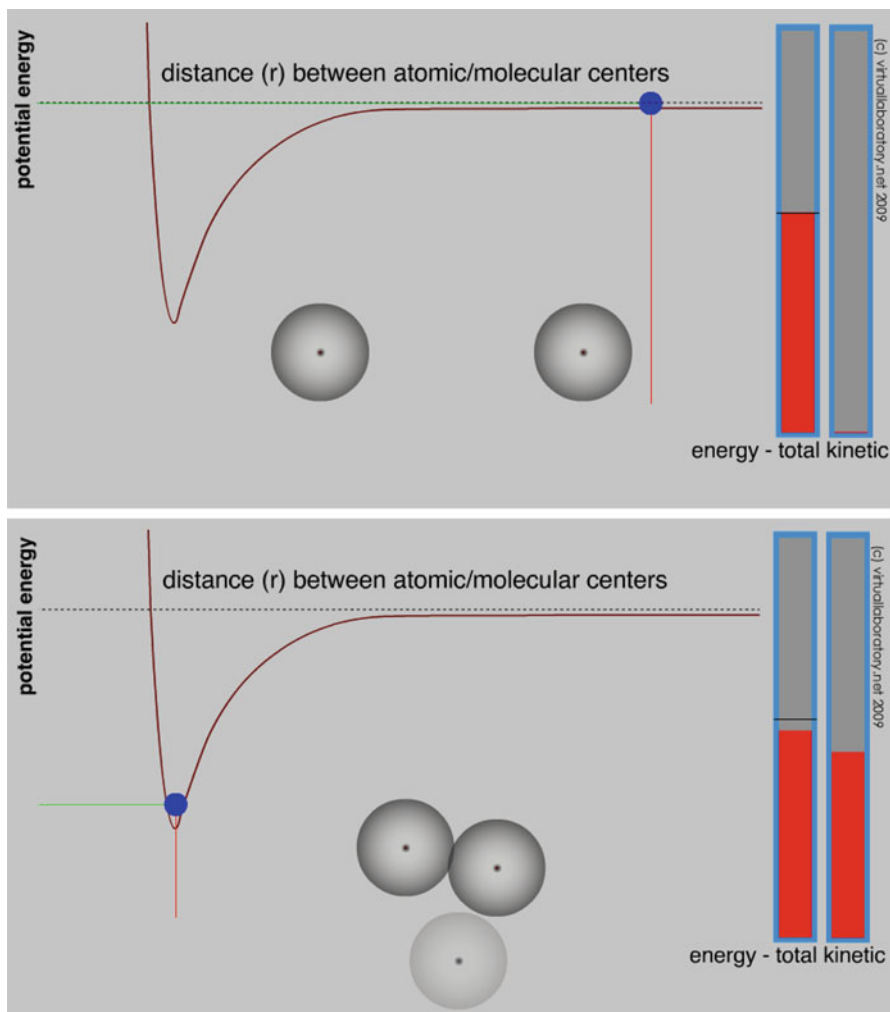 potential energy
distance (r) between atomic/molecular centers
(c) virtuallaboratory.net 2009
energy - total kinetic
potential energy
distance (r) between atomic/molecular centers
(c) virtuallaboratory.net 2009
energy - total kinetic